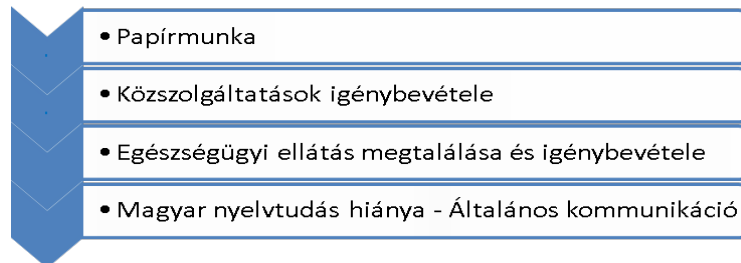 • Papírmunka
• Közszolgáltatások igénybevétele
• Egészségügyi ellátás megtalálása és igénybevétele
• Magyar nyelvtudás hiánya - Általános kommunikáció